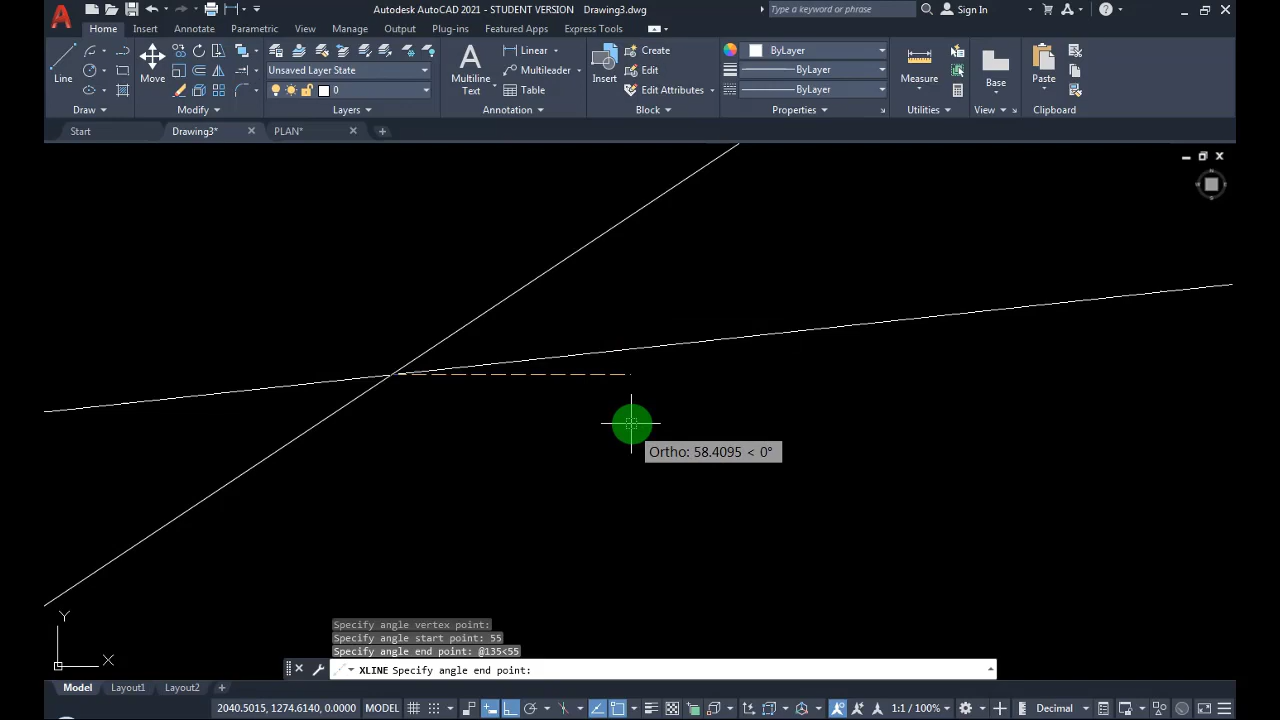 Autodesk AutoCAD 2021 - STUDENT VERSION Drawing3.dwg
Type a keyword or phrase
Sign In
Home Insert Annotate Parametric View Manage Output Plug-ins Featured Apps Express Tools
Line
Draw
Move
Modify
Unsaved Layer State
0
Layers
A
Multiline
Text
Linear
Multileader
Table
Annotation
Insert
Create
Edit
Edit Attributes
Block
ByLayer
ByLayer
ByLayer
Properties
Measure
Utilities
Base
View
Paste
Clipboard
Start Drawing3* PLAN*
N
W E
S
Ortho: 58.4095 < 0°
Y
X
Specify angle vertex point:
Specify angle start point: 55
Specify angle end point: @135<55
XLINE Specify angle end point:
Model Layout1 Layout2
2040.5015, 1274.6140, 0.0000 MODEL 1:1 / 100% Decimal